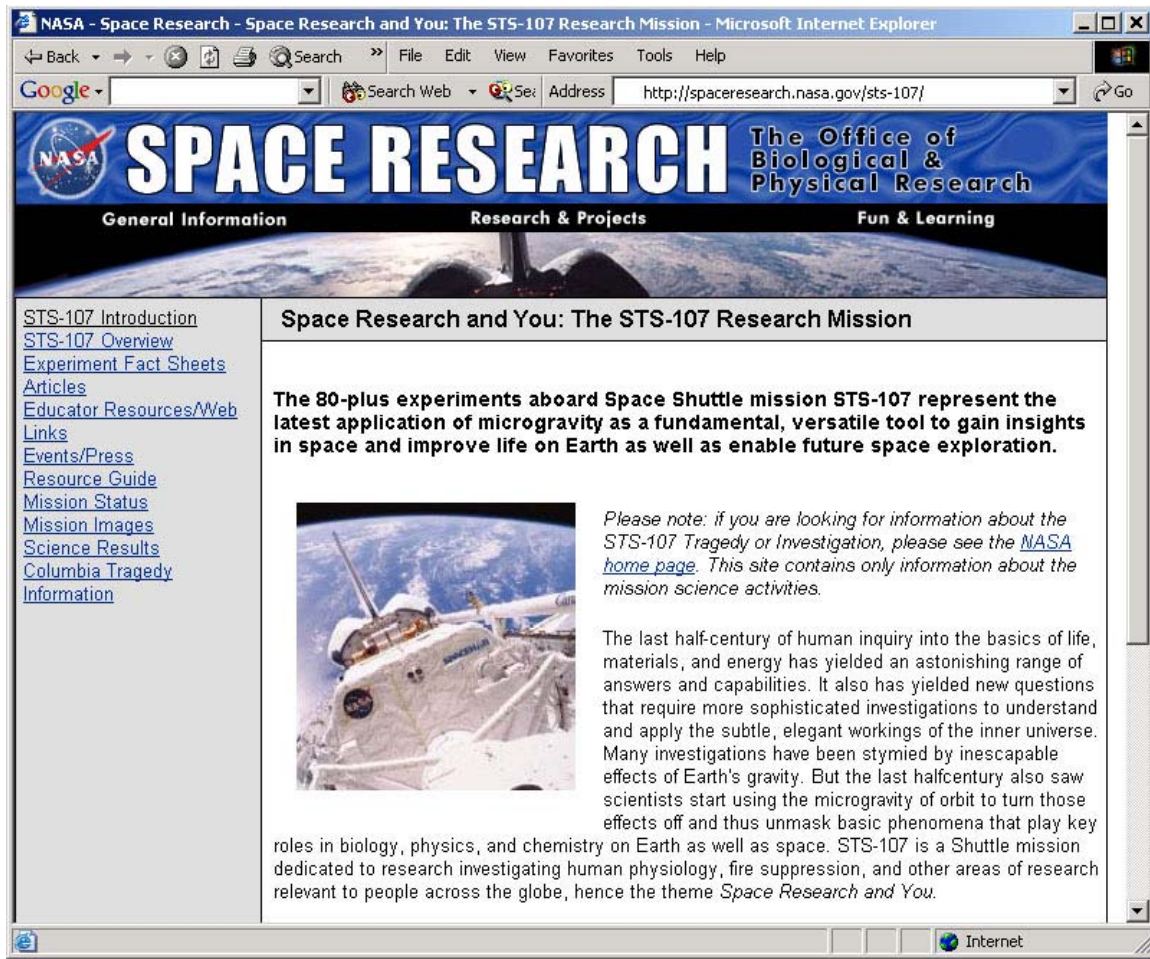 NASA - Space Research - Space Research and You: The STS-107 Research Mission - Microsoft Internet Explorer
Back Search » File Edit View Favorites Tools Help
Google Search Web Sea Address http://spaceresearch.nasa.gov/sts-107/ Go
NASA SPACE RESEARCH The Office of
Biological &
Physical Research
General Information Research & Projects Fun & Learning
STS-107 Introduction
STS-107 Overview
Experiment Fact Sheets
Articles
Educator Resources/Web
Links
Events/Press
Resource Guide
Mission Status
Mission Images
Science Results
Columbia Tragedy
Information
Space Research and You: The STS-107 Research Mission
The 80-plus experiments aboard Space Shuttle mission STS-107 represent the
latest application of microgravity as a fundamental, versatile tool to gain insights
in space and improve life on Earth as well as enable future space exploration.
SPACEHAB
NASA
Please note: if you are looking for information about the
STS-107 Tragedy or Investigation, please see the NASA
home page. This site contains only information about the
mission science activities.
The last half-century of human inquiry into the basics of life,
materials, and energy has yielded an astonishing range of
answers and capabilities. It also has yielded new questions
that require more sophisticated investigations to understand
and apply the subtle, elegant workings of the inner universe.
Many investigations have been stymied by inescapable
effects of Earth's gravity. But the last halfcentury also saw
scientists start using the microgravity of orbit to turn those
effects off and thus unmask basic phenomena that play key
roles in biology, physics, and chemistry on Earth as well as space. STS-107 is a Shuttle mission
dedicated to research investigating human physiology, fire suppression, and other areas of research
relevant to people across the globe, hence the theme Space Research and You.
Internet